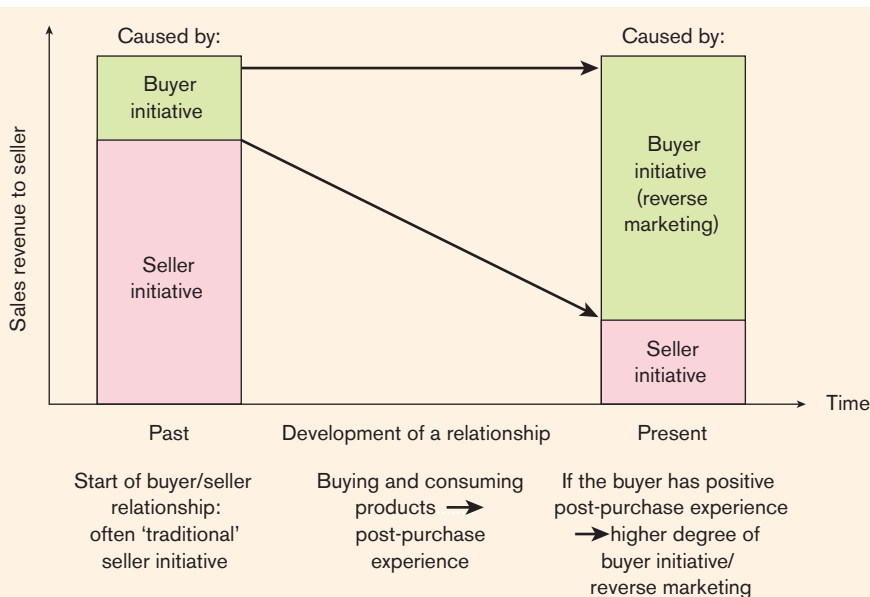 Caused by:
Caused by:
Buyer
initiative
Seller
initiative
Buyer
initiative
(reverse
marketing)
Seller
initiative
Sales revenue to seller
Time
Past
Development of a relationship
Present
Start of buyer/seller
relationship:
often ‘traditional’
seller initiative
Buying and consuming
products →
post-purchase
experience
If the buyer has positive
post-purchase experience
→ higher degree of
buyer initiative/
reverse marketing